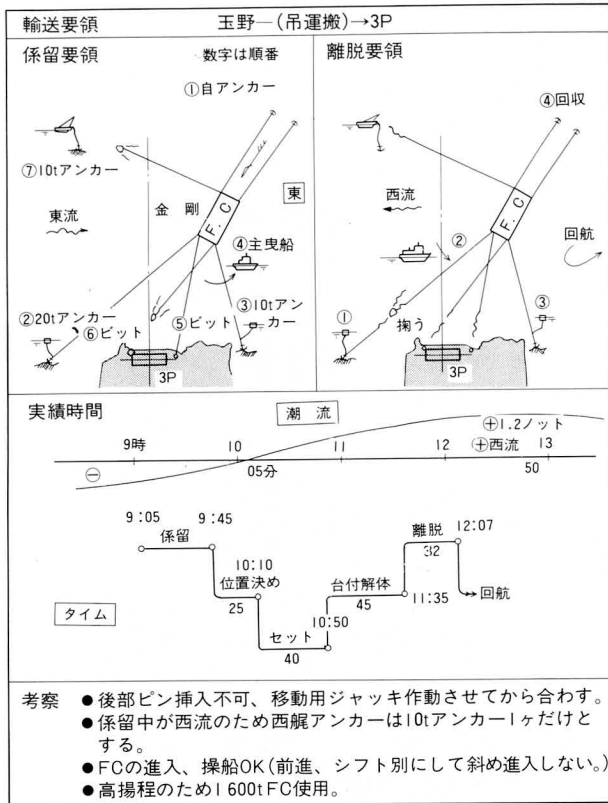 輸送要領 玉野―(吊運搬)→3P
係留要領 数字は順番
①自アンカー
⑦10tアンカー
金剛
F.C
東
東流
④主曳船
②20tアンカー
③10tアンカー
⑥ビット
⑤ビット
3P
離脱要領
④回収
西流
F.C
②
回航
①
③
掬う
3P
実績時間
潮流
⊕1.2ノット
9時 10 11 12 ⊕西流 13
⊖ 05分 50
9:05 9:45 離脱 12:07
係留 32
10:10
位置決め 台付解体 回航
25 45 11:35
タイム 10:50
セット
40
考察 ●後部ピン挿入不可、移動用ジャッキ作動させてから合わす。
●係留中が西流のため西艉アンカーは10tアンカー1ヶだけと
する。
●FCの進入、操船OK(前進、シフト別にして斜め進入しない。)
●高揚程のため1600tFC使用。